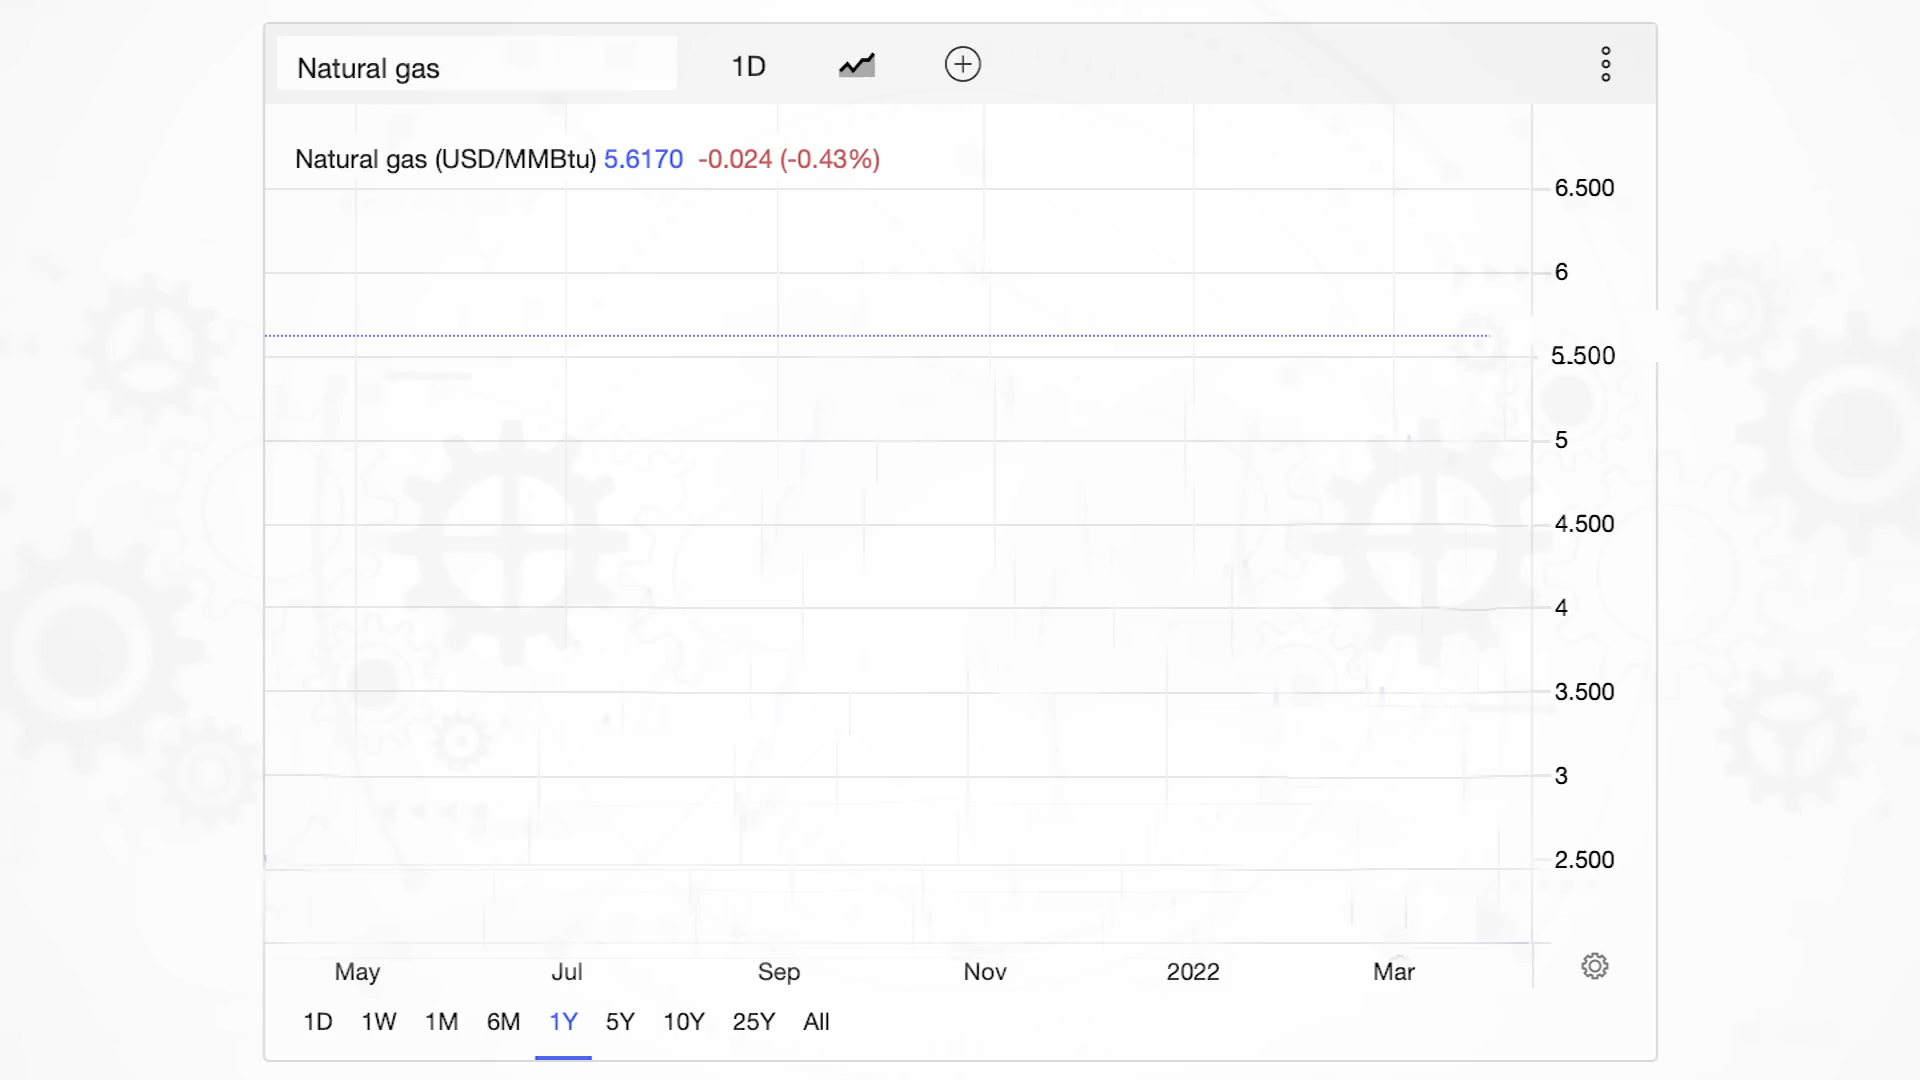 Natural gas 1D
Natural gas (USD/MMBtu) 5.6170 -0.024 (-0.43%)
6.500
6
5.500
5
4.500
4
3.500
3
2.500
May Jul Sep Nov 2022 Mar
1D 1W 1M 6M 1Y 5Y 10Y 25Y All